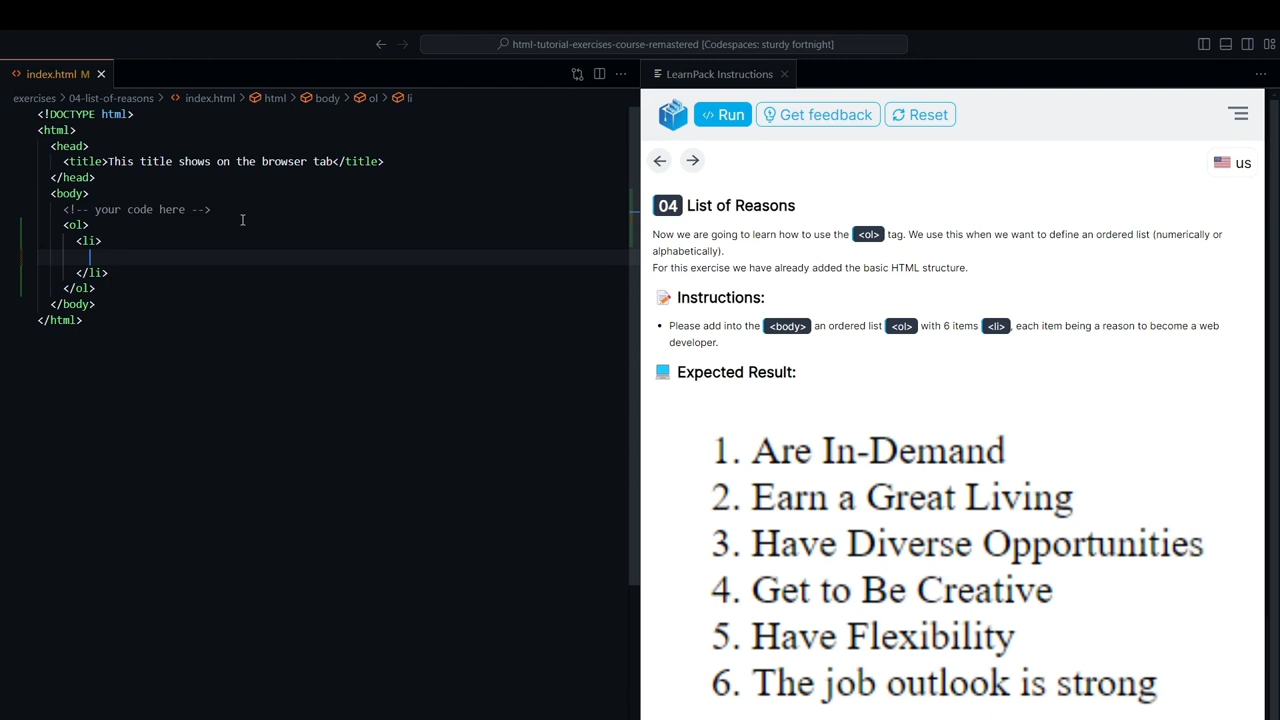 html-tutorial-exercises-course-remastered [Codespaces: sturdy fortnight]
index.html M
exercises > 04-list-of-reasons > index.html > html > body > ol > li
<!DOCTYPE html>
<html>
<head>
<title>This title shows on the browser tab</title>
</head>
<body>
<!-- your code here -->
<ol>
<li>
</li>
</ol>
</body>
</html>
LearnPack Instructions
Run Get feedback Reset
us
04 List of Reasons
Now we are going to learn how to use the <ol> tag. We use this when we want to define an ordered list (numerically or
alphabetically).
For this exercise we have already added the basic HTML structure.
Instructions:
• Please add into the <body> an ordered list <ol> with 6 items <li>, each item being a reason to become a web
developer.
Expected Result:
1. Are In-Demand
2. Earn a Great Living
3. Have Diverse Opportunities
4. Get to Be Creative
5. Have Flexibility
6. The job outlook is strong